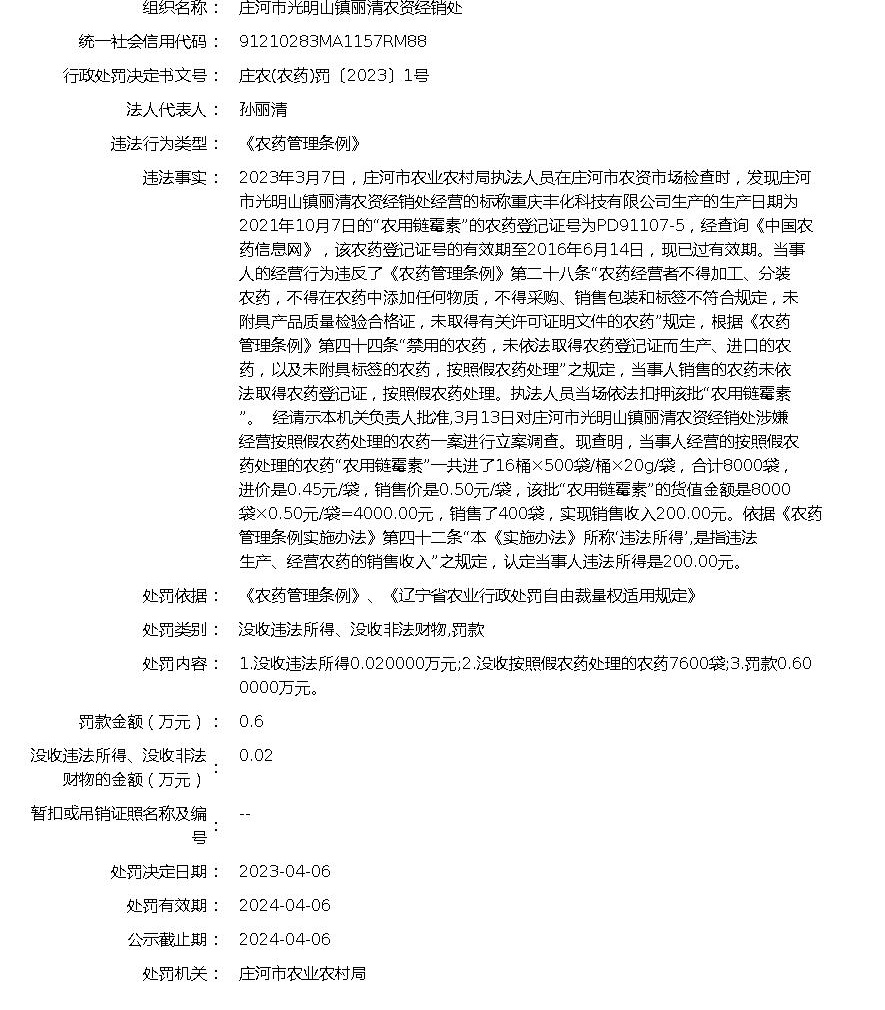 组织名称： 庄河市光明山镇丽清农资经销处
统一社会信用代码： 91210283MA1157RM88
行政处罚决定书文号： 庄农(农药)罚〔2023〕1号
法人代表人： 孙丽清
违法行为类型： 《农药管理条例》
违法事实： 2023年3月7日，庄河市农业农村局执法人员在庄河市农资市场检查时，发现庄河
市光明山镇丽清农资经销处经营的标称重庆丰化科技有限公司生产的生产日期为
2021年10月7日的“农用链霉素”的农药登记证号为PD91107-5，经查询《中国农
药信息网》，该农药登记证号的有效期至2016年6月14日，现已过有效期。当事
人的经营行为违反了《农药管理条例》第二十八条“农药经营者不得加工、分装
农药，不得在农药中添加任何物质，不得采购、销售包装和标签不符合规定，未
附具产品质量检验合格证，未取得有关许可证明文件的农药”规定，根据《农药
管理条例》第四十四条“禁用的农药，未依法取得农药登记证而生产、进口的农
药，以及未附具标签的农药，按照假农药处理”之规定，当事人销售的农药未依
法取得农药登记证，按照假农药处理。执法人员当场依法扣押该批“农用链霉素
”。 经请示本机关负责人批准,3月13日对庄河市光明山镇丽清农资经销处涉嫌
经营按照假农药处理的农药一案进行立案调查。现查明，当事人经营的按照假农
药处理的农药“农用链霉素”一共进了16桶×500袋/桶×20g/袋，合计8000袋，
进价是0.45元/袋，销售价是0.50元/袋，该批“农用链霉素”的货值金额是8000
袋×0.50元/袋=4000.00元，销售了400袋，实现销售收入200.00元。依据《农药
管理条例实施办法》第四十二条“本《实施办法》所称‘违法所得’,是指违法
生产、经营农药的销售收入”之规定，认定当事人违法所得是200.00元。
处罚依据： 《农药管理条例》、《辽宁省农业行政处罚自由裁量权适用规定》
处罚类别： 没收违法所得、没收非法财物,罚款
处罚内容： 1.没收违法所得0.020000万元;2.没收按照假农药处理的农药7600袋;3.罚款0.60
0000万元。
罚款金额（万元）： 0.6
没收违法所得、没收非法
财物的金额（万元）： 0.02
暂扣或吊销证照名称及编
号： --
处罚决定日期： 2023-04-06
处罚有效期： 2024-04-06
公示截止期： 2024-04-06
处罚机关： 庄河市农业农村局